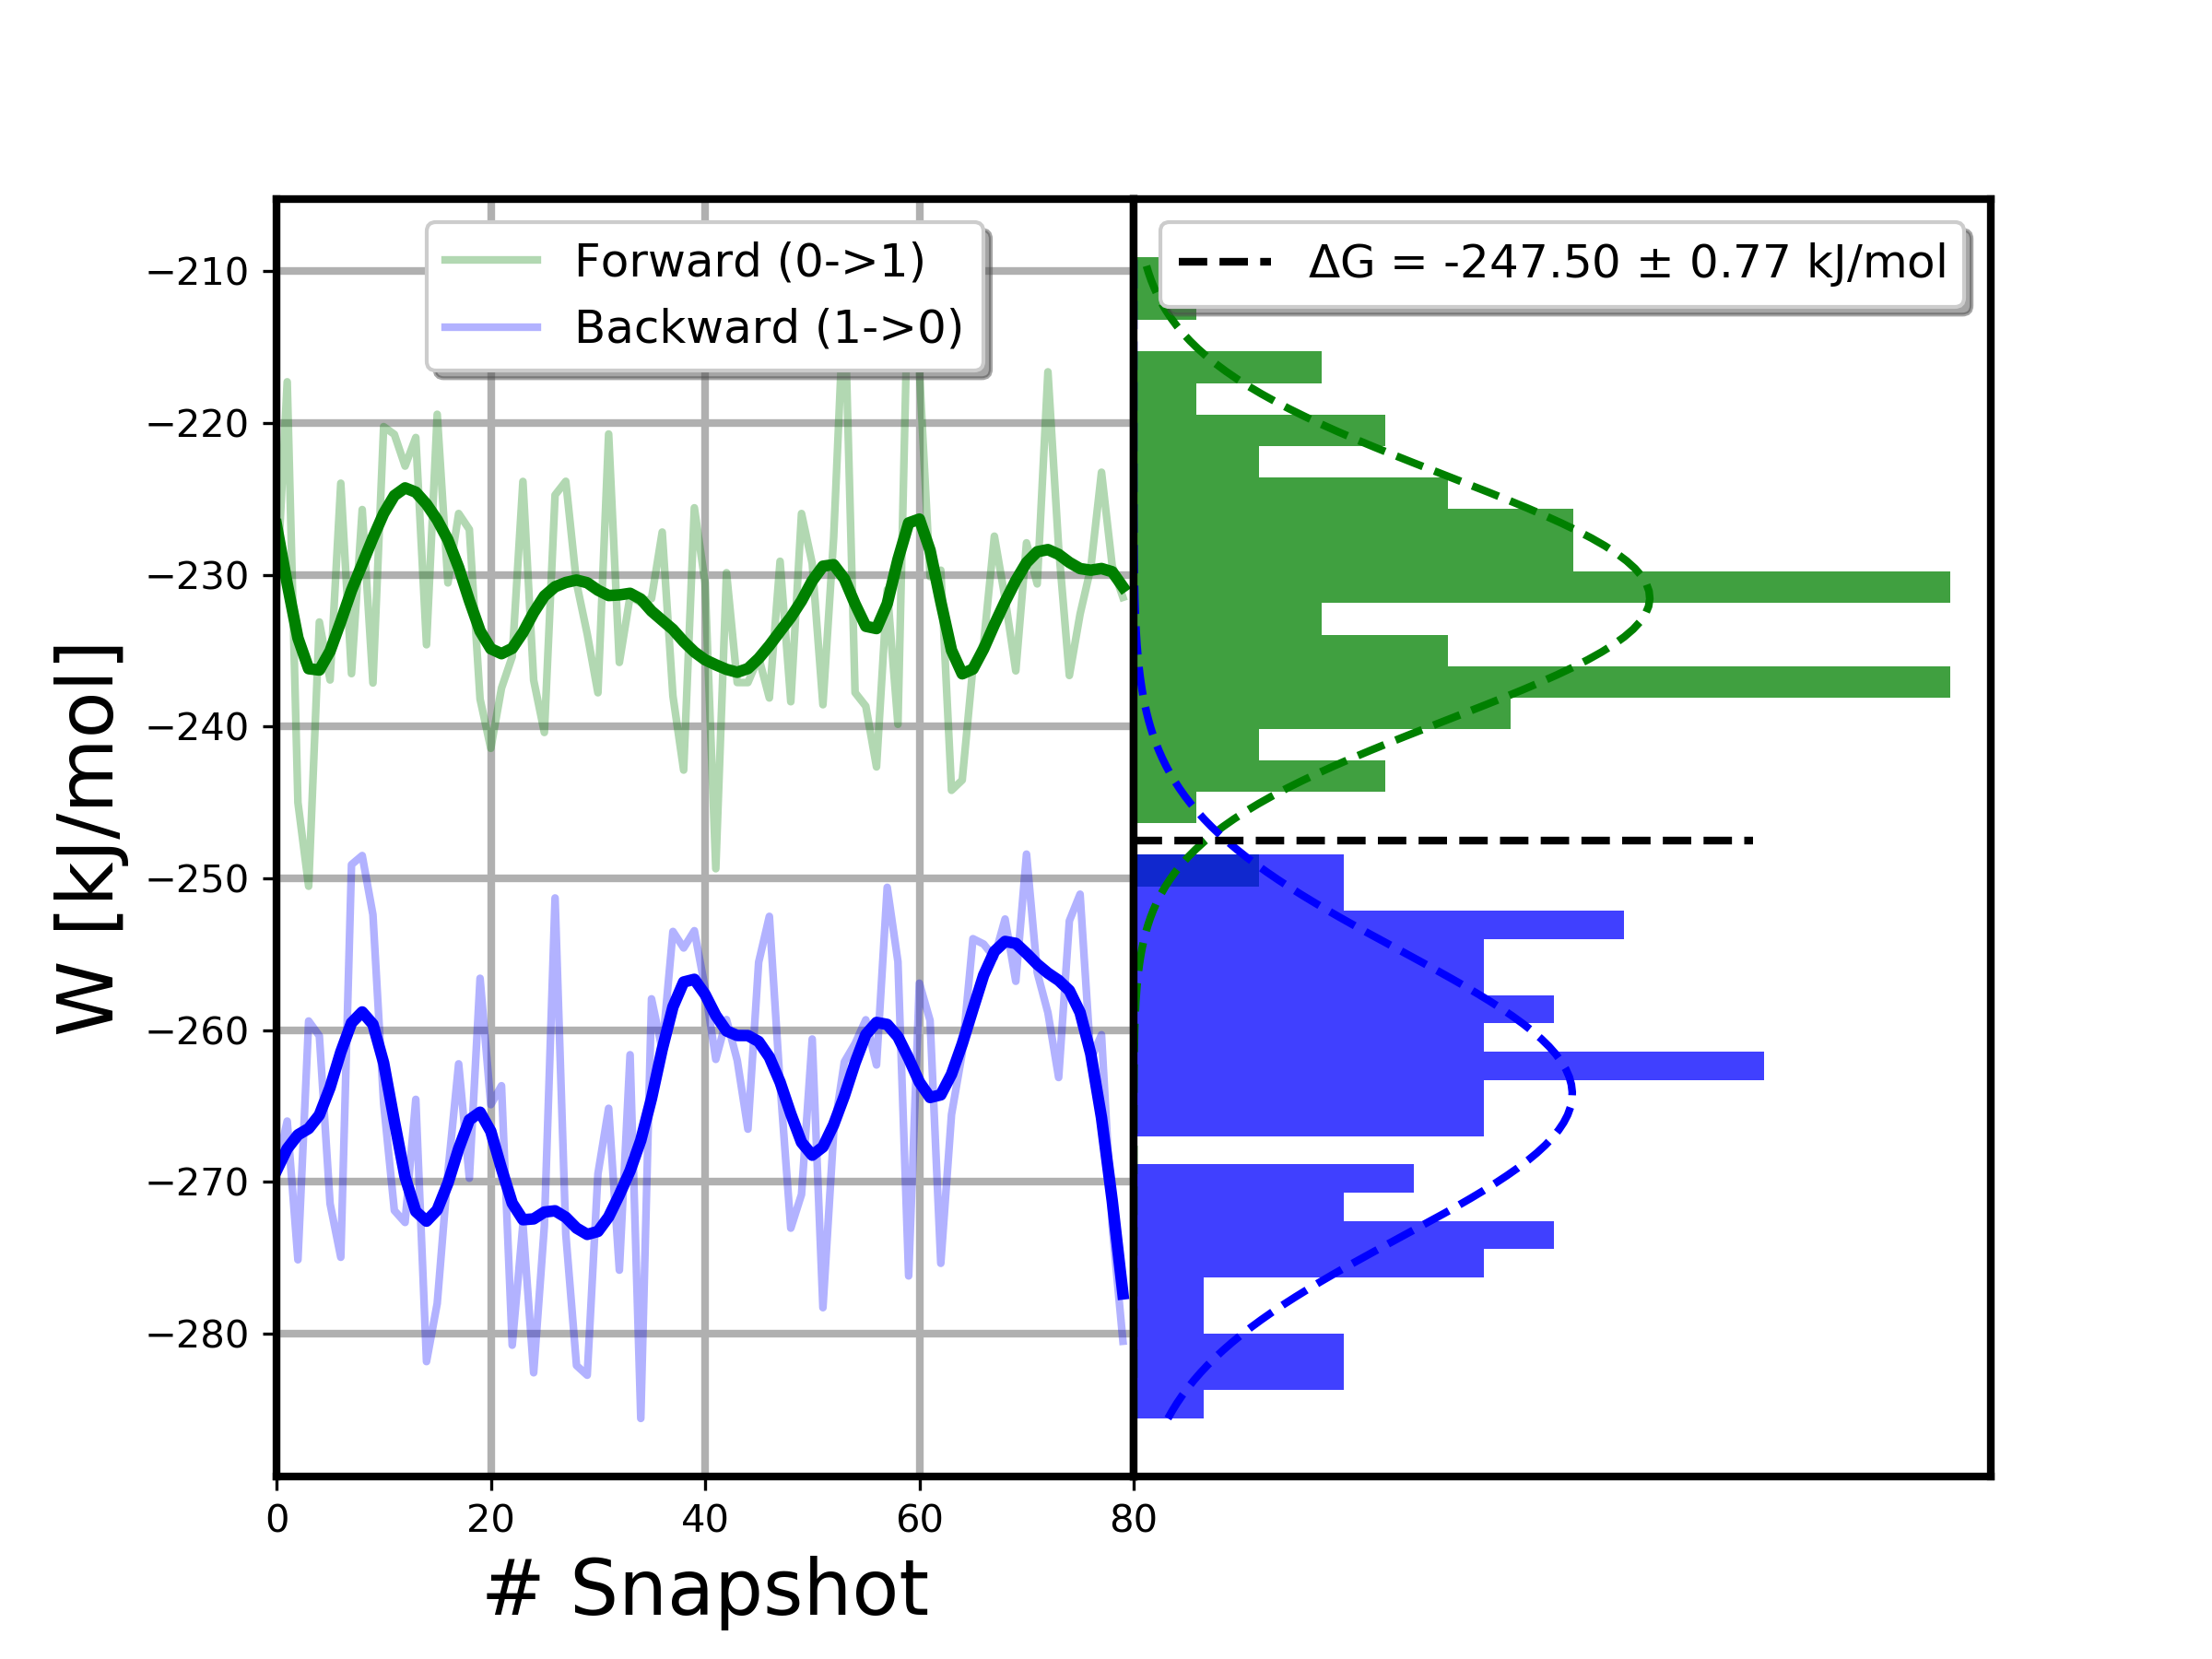 Forward (0->1)
Backward (1->0)
ΔG = -247.50 ± 0.77 kJ/mol
W [kJ/mol]
−210
−220
−230
−240
−250
−260
−270
−280
0 20 40 60 80
# Snapshot